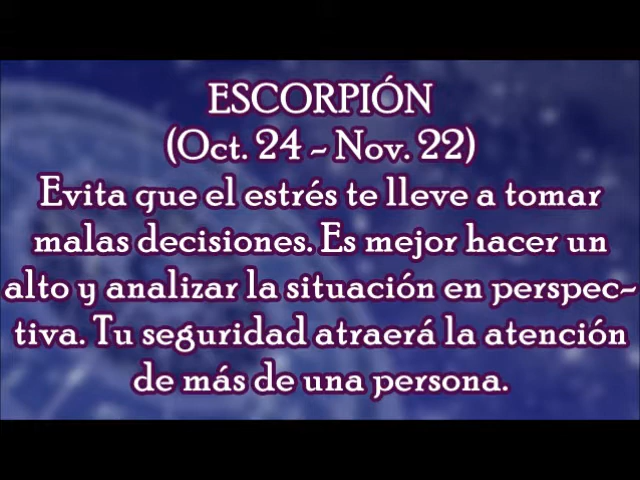 ESCORPIÓN
(Oct. 24 - Nov. 22)
Evita que el estrés te lleve a tomar
malas decisiones. Es mejor hacer un
alto y analizar la situación en perspec-
tiva. Tu seguridad atraerá la atención
de más de una persona.